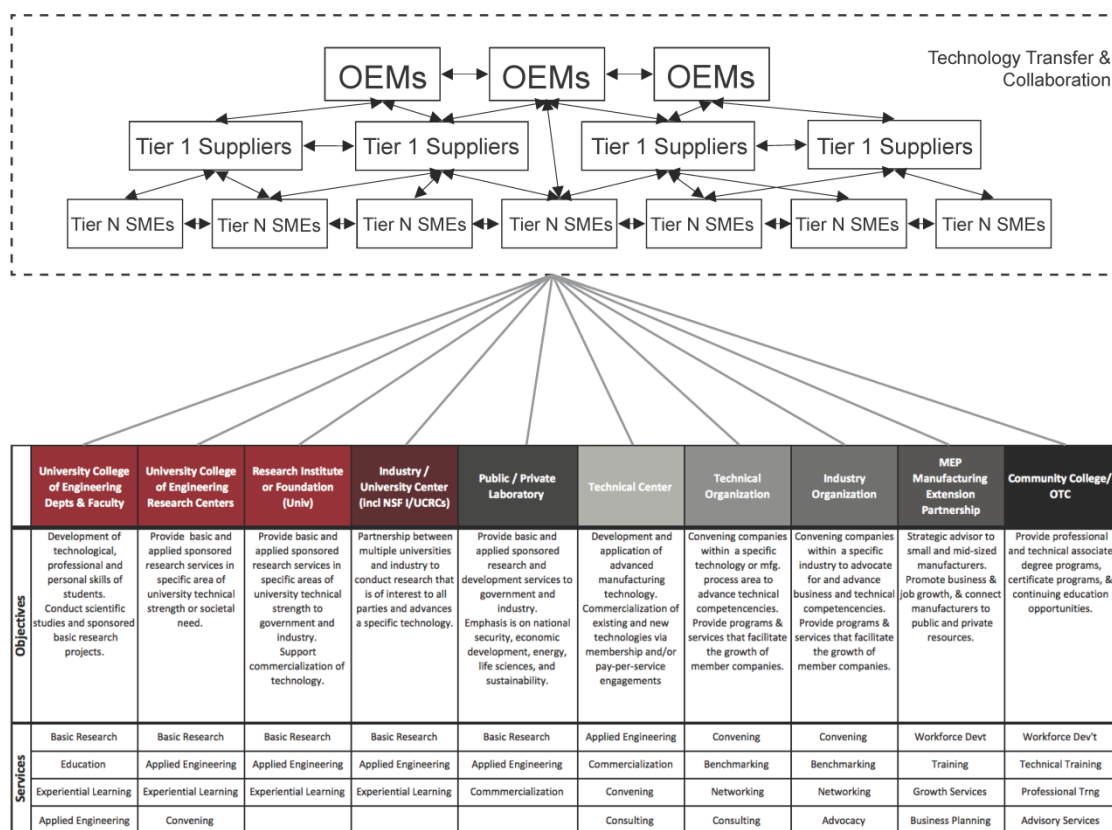 Technology Transfer &
Collaboration
OEMs
OEMs
OEMs
Tier 1 Suppliers
Tier 1 Suppliers
Tier 1 Suppliers
Tier 1 Suppliers
Tier N SMEs
Tier N SMEs
Tier N SMEs
Tier N SMEs
Tier N SMEs
Tier N SMEs
Tier N SMEs
University College
of Engineering
Depts & Faculty
University College
of Engineering
Research Centers
Research Institute
or Foundation
(Univ)
Industry /
University Center
(incl NSF I/UCRCs)
Public / Private
Laboratory
Technical Center
Technical
Organization
Industry
Organization
MEP
Manufacturing
Extension
Partnership
Community College/
OTC
Objectives
Development of
technological,
professional and
personal skills of
students.
Conduct scientific
studies and sponsored
basic research
projects.
Provide basic and
applied sponsored
research services in
specific area of
university technical
strength or societal
need.
Provide basic and
applied sponsored
research services in
specific areas of
university technical
strength to
government and
industry.
Support
commercialization of
technology.
Partnership between
multiple universities
and industry to
conduct research that
is of interest to all
parties and advances
a specific technology.
Provide basic and
applied sponsored
research and
development services to
government and
industry.
Emphasis is on national
security, economic
development, energy,
life sciences, and
sustainability.
Development and
application of
advanced
manufacturing
technology.
Commercialization of
existing and new
technologies via
membership and/or
pay-per-service
engagements
Convening companies
within a specific
technology or mfg.
process area to
advance technical
competencies.
Provide programs &
services that facilitate
the growth of
member companies.
Convening companies
within a specific
industry to advocate
for and advance
business and technical
competencies.
Provide programs &
services that facilitate
the growth of
member companies.
Strategic advisor to
small and mid-sized
manufacturers.
Promote business &
job growth, & connect
manufacturers to
public and private
resources.
Provide professional
and technical associate
degree programs,
certificate programs, &
continuing education
opportunities.
Services
Basic Research
Basic Research
Basic Research
Basic Research
Basic Research
Applied Engineering
Convening
Convening
Workforce Devt
Workforce Dev't
Education
Applied Engineering
Applied Engineering
Applied Engineering
Applied Engineering
Commercialization
Benchmarking
Benchmarking
Training
Technical Training
Experiential Learning
Experiential Learning
Experiential Learning
Experiential Learning
Commmercialization
Convening
Networking
Networking
Growth Services
Professional Trng
Applied Engineering
Convening
Consulting
Consulting
Advocacy
Business Planning
Advisory Services